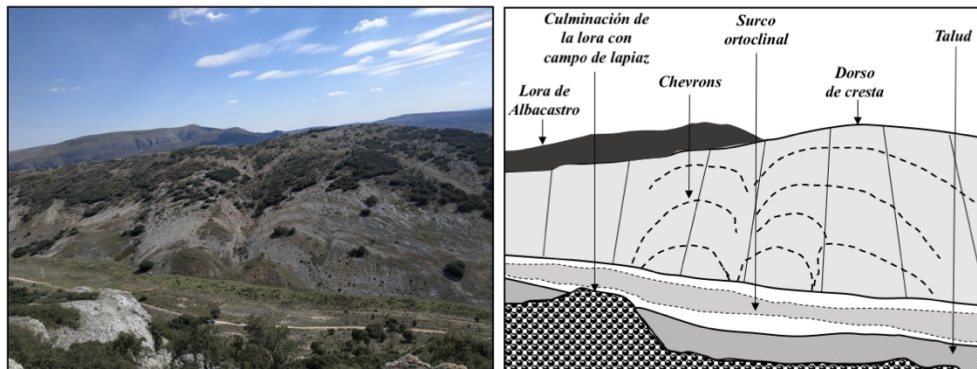 Culminación de
la lora con
campo de lapiaz
Surco
ortoclinal
Talud
Chevrons
Dorso
de cresta
Lora de
Albacastro